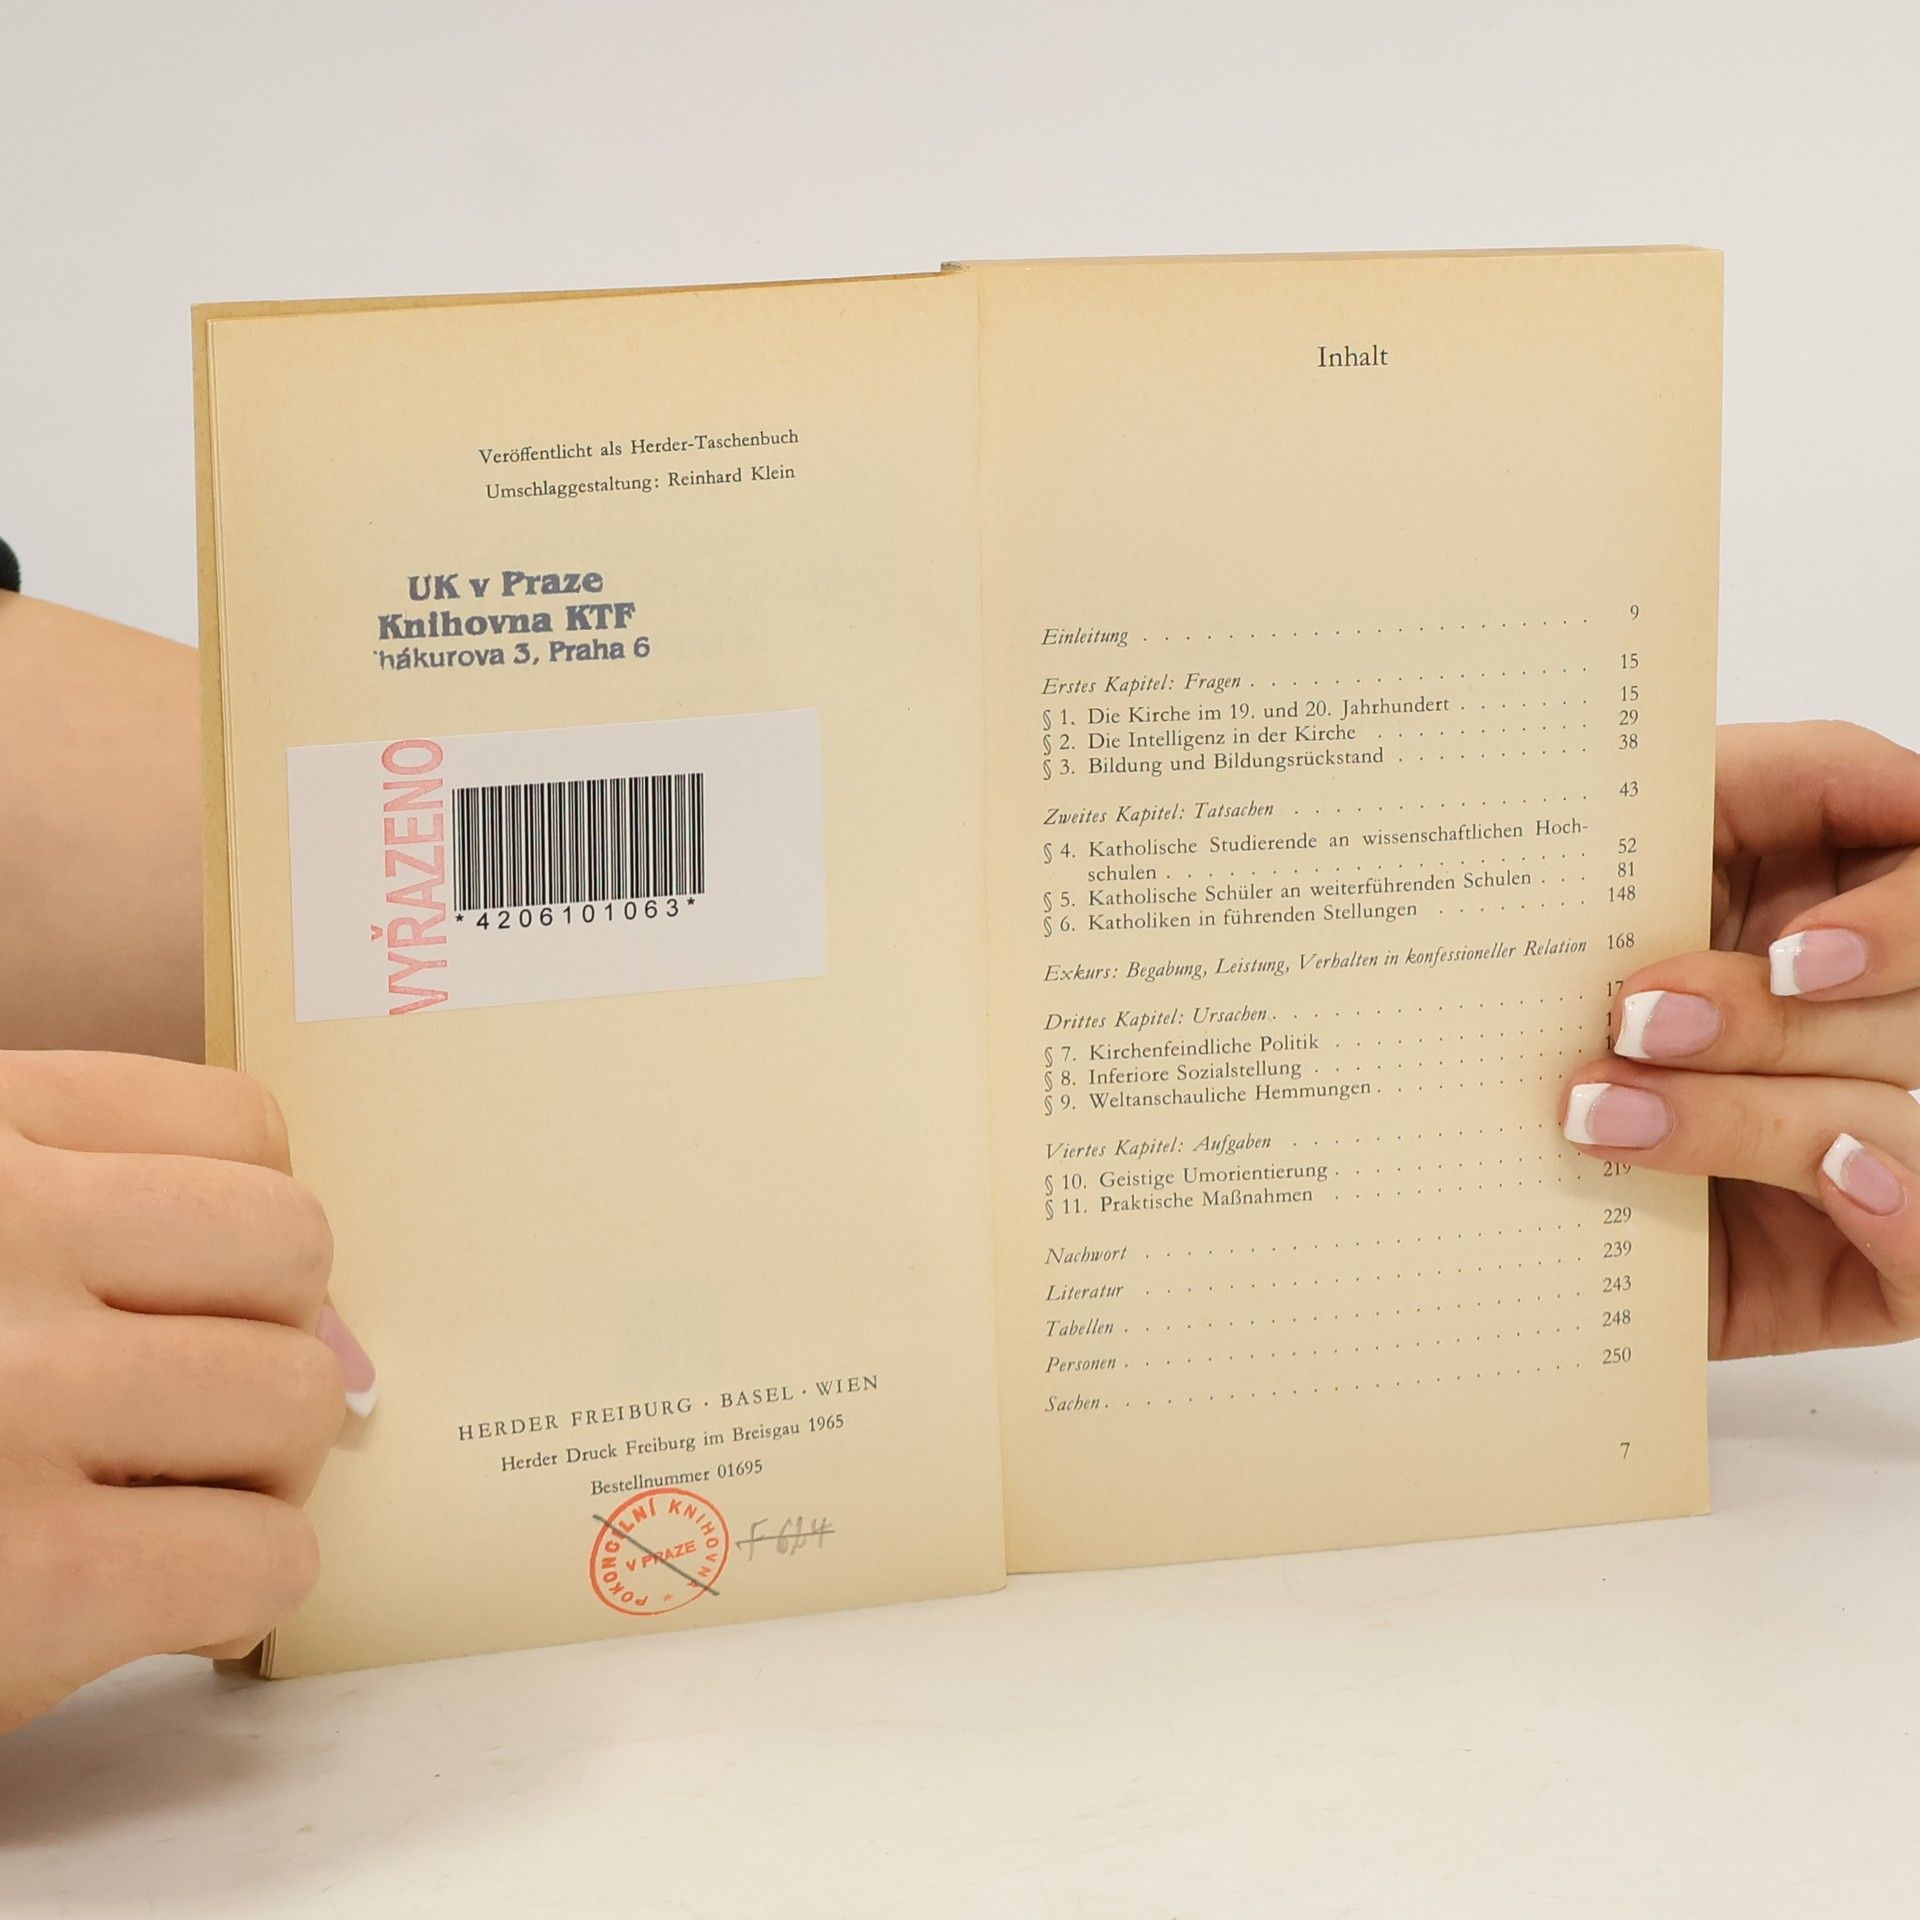 Veröffentlicht als Herder-Taschenbuch
Umschlaggestaltung: Reinhard Klein
UK v Praze
Knihovna KTF
hákurova 3, Praha 6
VYŘAZENO
*4206101063*
HERDER FREIBURG · BASEL · WIEN
Herder Druck Freiburg im Breisgau 1965
Bestellnummer 01695
POKONCILNÍ KNIHOVNA
V PRAZE
F 624
Inhalt
Einleitung . . . . . . . . . . 9
Erstes Kapitel: Fragen . . . . . . . . . . 15
§ 1. Die Kirche im 19. und 20. Jahrhundert . . . . . . 15
§ 2. Die Intelligenz in der Kirche . . . . . . . . . 29
§ 3. Bildung und Bildungsrückstand . . . . . . . . 38
Zweites Kapitel: Tatsachen . . . . . . . . . . 43
§ 4. Katholische Studierende an wissenschaftlichen Hoch-
schulen . . . . . . . . . . 52
§ 5. Katholische Schüler an weiterführenden Schulen . . . 81
§ 6. Katholiken in führenden Stellungen . . . . . . . 148
Exkurs: Begabung, Leistung, Verhalten in konfessioneller Relation 168
Drittes Kapitel: Ursachen . . . . . . . . . .
§ 7. Kirchenfeindliche Politik . . . . . . . . . .
§ 8. Inferiore Sozialstellung . . . . . . . . . .
§ 9. Weltanschauliche Hemmungen . . . . . . . .
Viertes Kapitel: Aufgaben . . . . . . . . . .
§ 10. Geistige Umorientierung . . . . . . . . . .
§ 11. Praktische Maßnahmen . . . . . . . . . . 219
Nachwort . . . . . . . . . . 229
Literatur . . . . . . . . . . 239
Tabellen . . . . . . . . . . 243
Personen . . . . . . . . . . 248
Sachen . . . . . . . . . . 250
7